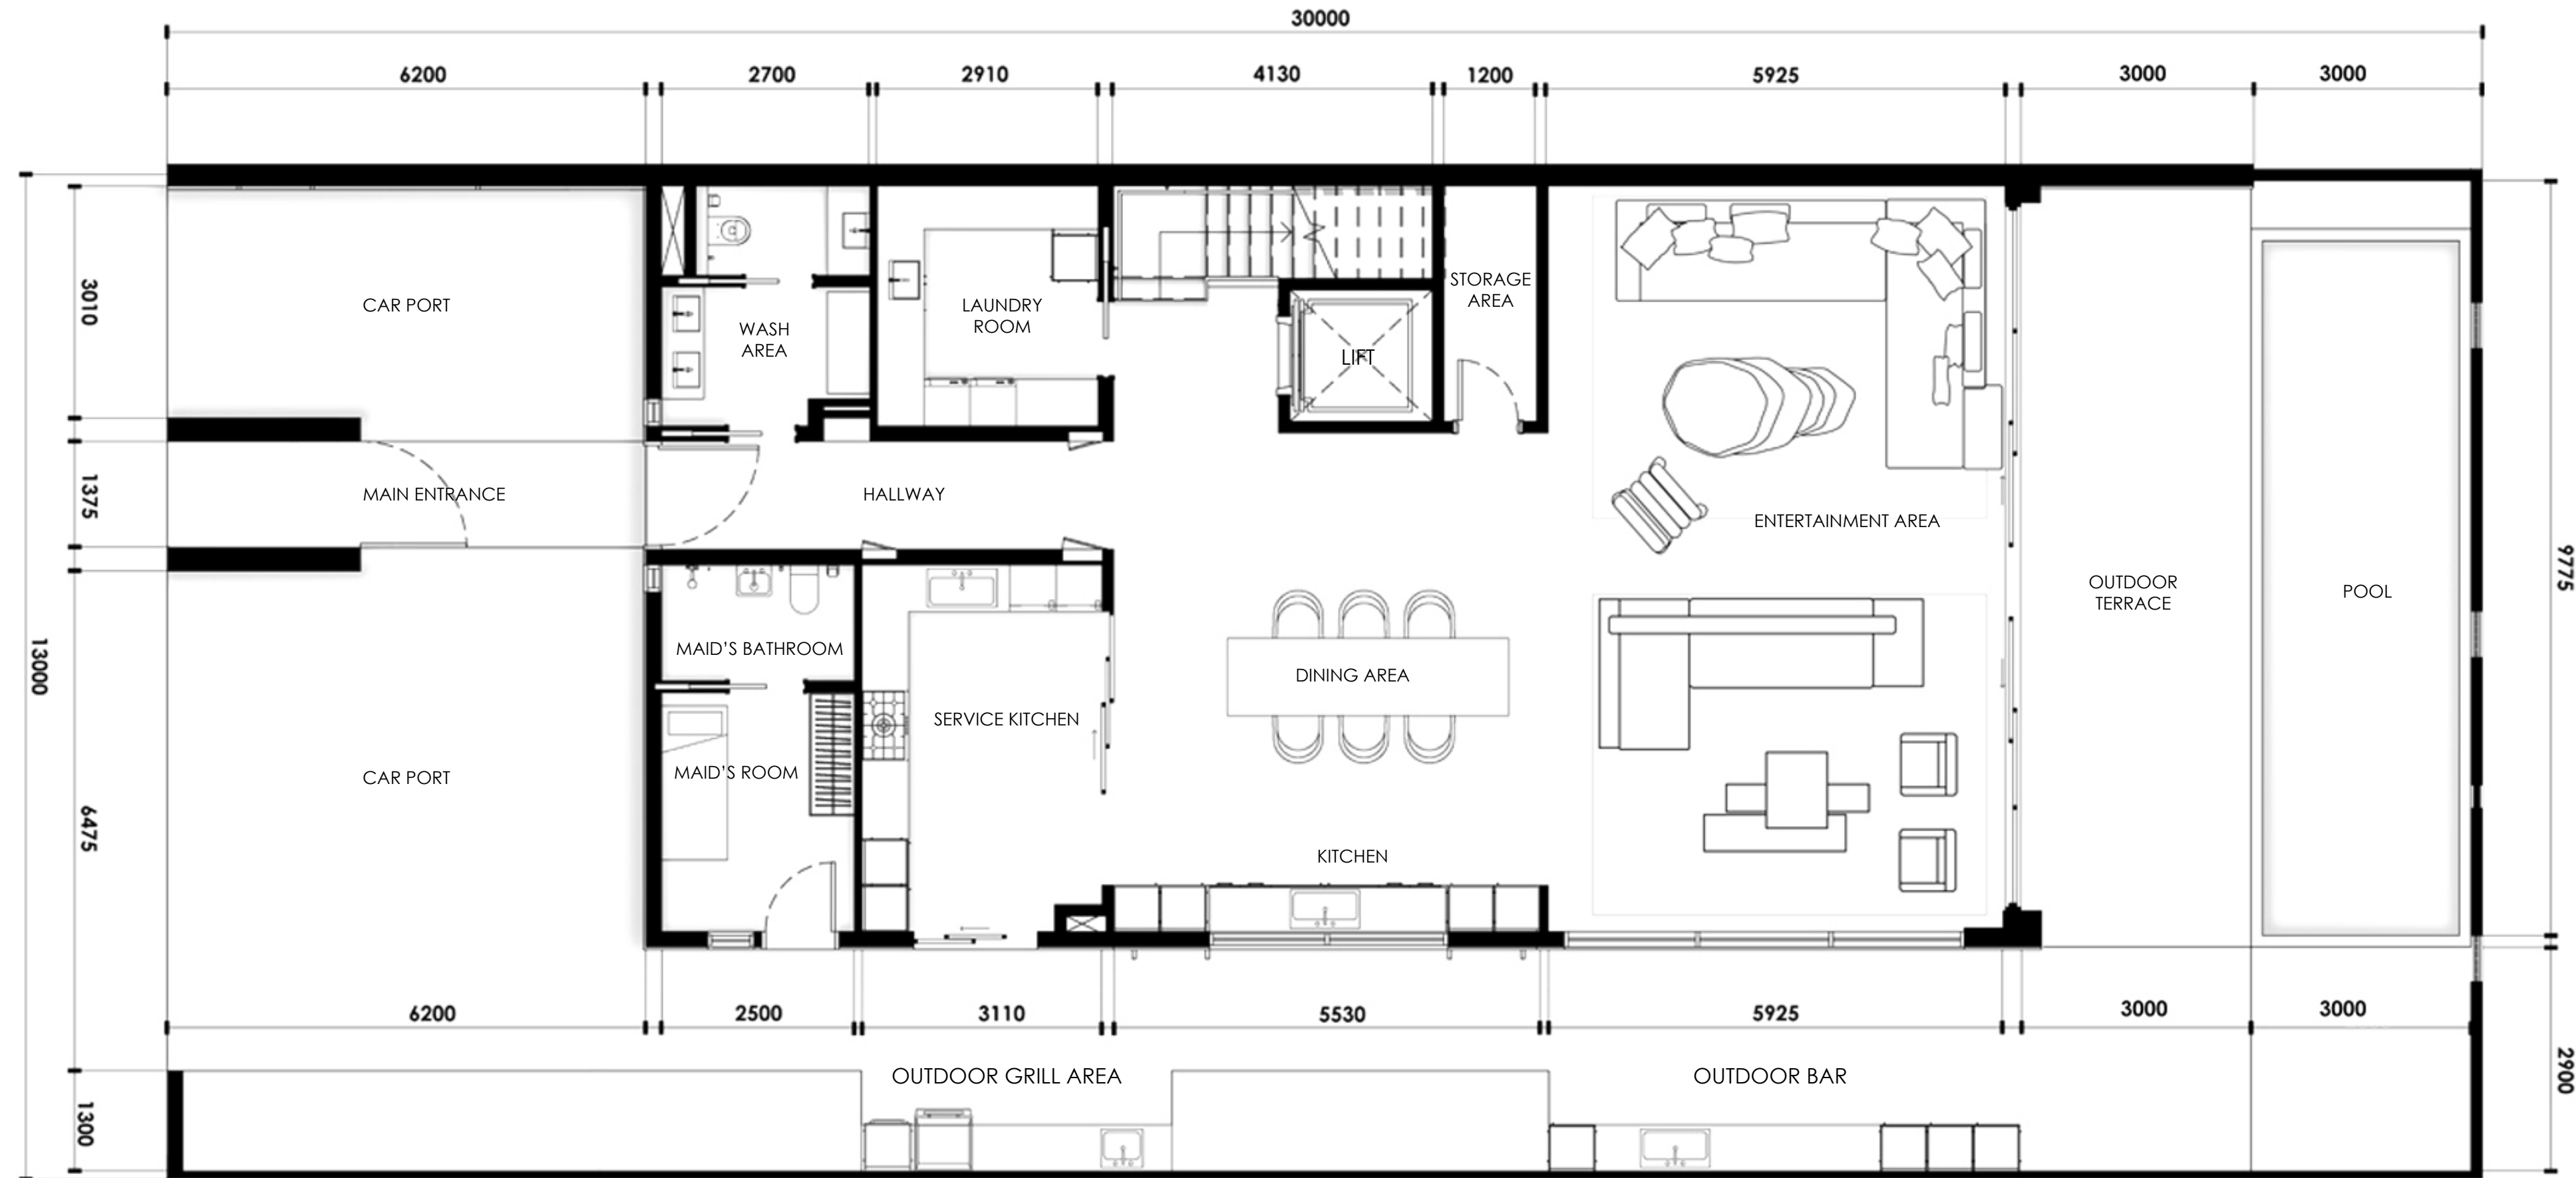 30000
6200
2700
2910
4130
1200
5925
3000
3000
3010
CAR PORT
WASH
AREA
LAUNDRY
ROOM
LIFT
STORAGE
AREA
1375
MAIN ENTRANCE
HALLWAY
ENTERTAINMENT AREA
9775
OUTDOOR
TERRACE
POOL
13000
MAID'S BATHROOM
DINING AREA
SERVICE KITCHEN
MAID'S ROOM
CAR PORT
6475
KITCHEN
6200
2500
3110
5530
5925
3000
3000
OUTDOOR GRILL AREA
OUTDOOR BAR
2900
1300